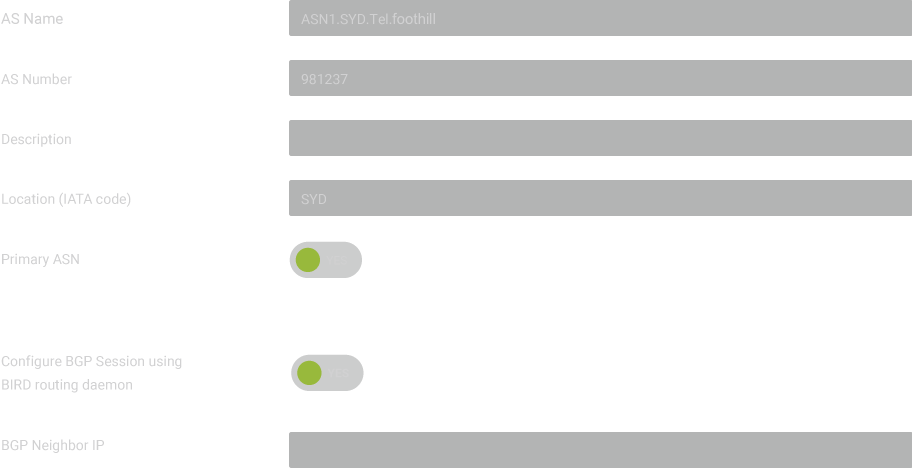 AS Name
ASN1.SYD.Tel.foothill
AS Number
981237
Description
Location (IATA code)
SYD
Primary ASN
Configure BGP Session using
BIRD routing daemon
BGP Neighbor IP